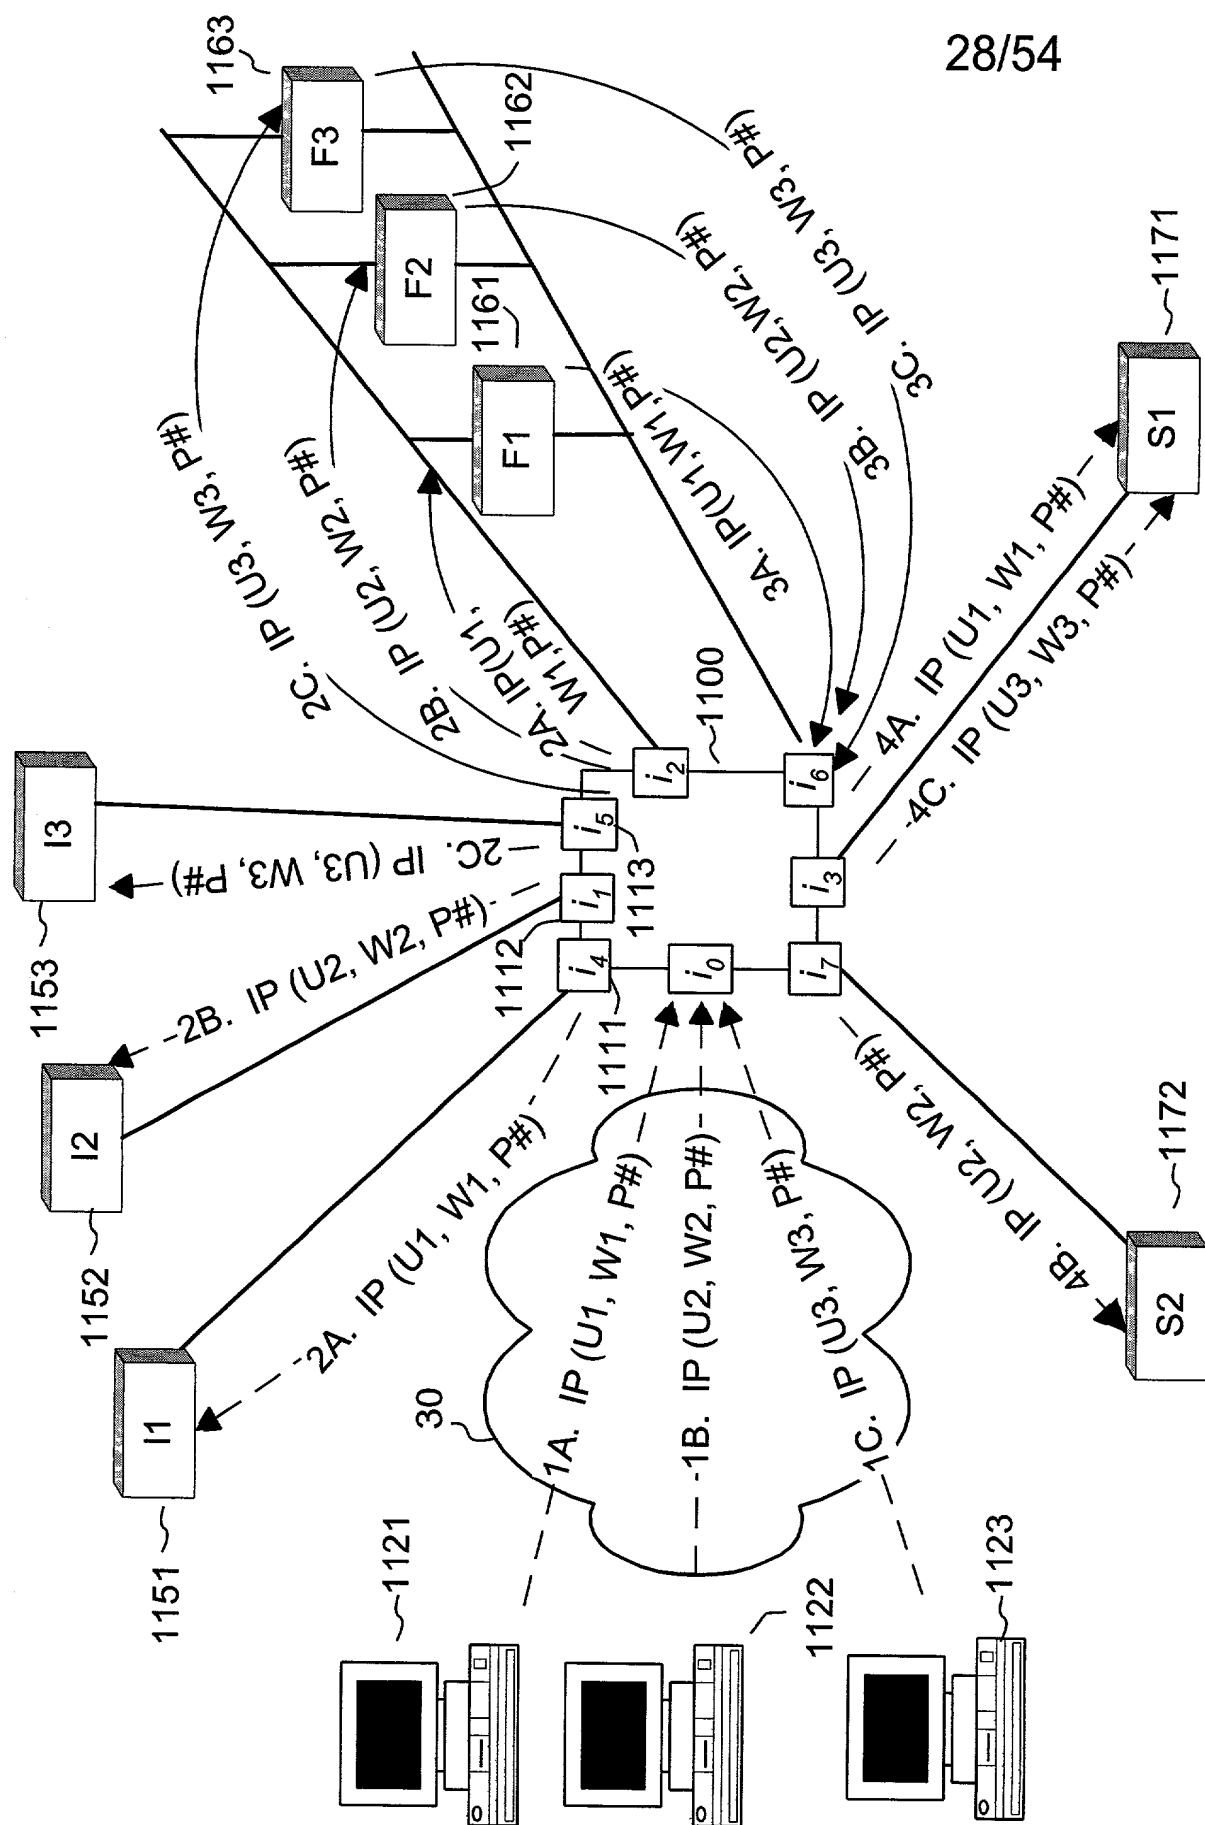 28/54
1151
I1
1152
I2
1153
I3
2A. IP (U1, W1, P#)
2B. IP (U2, W2, P#)
2C. IP (U3, W3, P#)
1163
F3
1162
F2
1161
F1
2C. IP (U3, W3, P#)
2B. IP (U2, W2, P#)
2A. IP(U1,
W1,P#)
3A. IP(U1,W1,P#)
3B. IP (U2,W2, P#)
3C. IP (U3, W3, P#)
1121
1122
1123
30
1A. IP (U1, W1, P#)
1B. IP (U2, W2, P#)
1C. IP (U3, W3, P#)
1111
1112
1113
1100
i4
i1
i5
i2
i0
i7
i3
i6
4A. IP (U1, W1, P#)
4C. IP (U3, W3, P#)
4B. IP (U2, W2, P#)
S2
1172
S1
1171